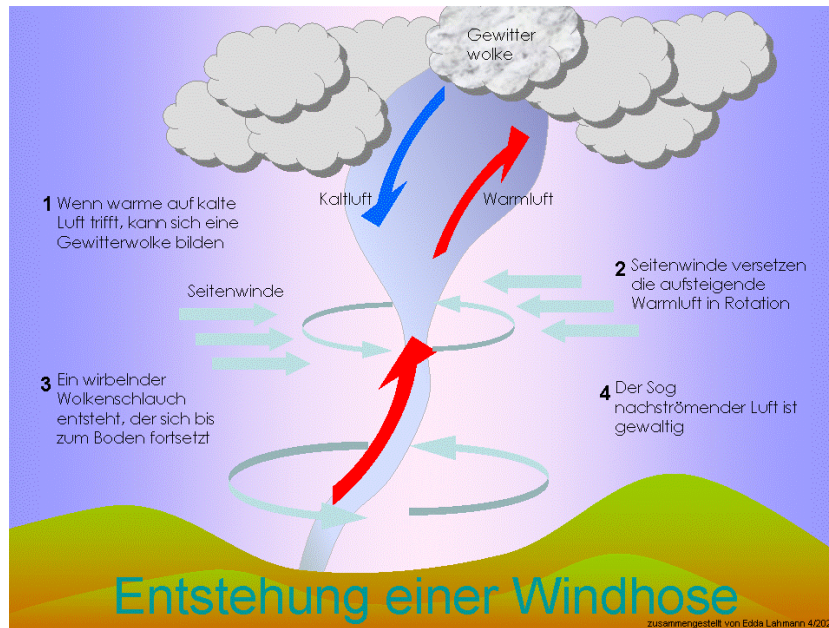 Gewitter
wolke
Kaltluft
Warmluft
1 Wenn warme auf kalte
Luft trifft, kann sich eine
Gewitterwolke bilden
2 Seitenwinde versetzen
die aufsteigende
Warmluft in Rotation
Seitenwinde
3 Ein wirbelnder
Wolkenschlauch
entsteht, der sich bis
zum Boden fortsetzt
4 Der Sog
nachströmender Luft ist
gewaltig
Entstehung einer Windhose
zusammengestellt von Edda Lahmann 4/202